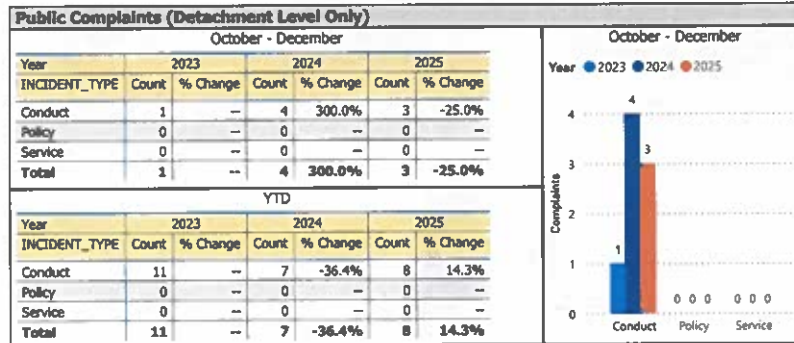 Public Complaints (Detachment Level Only)
October - December
Year 2023 2024 2025
INCIDENT_TYPE Count % Change Count % Change Count % Change
Conduct 1 -- 4 300.0% 3 -25.0%
Policy 0 -- 0 -- 0 --
Service 0 -- 0 -- 0 --
Total 1 -- 4 300.0% 3 -25.0%
YTD
Year 2023 2024 2025
INCIDENT_TYPE Count % Change Count % Change Count % Change
Conduct 11 -- 7 -36.4% 8 14.3%
Policy 0 -- 0 -- 0 --
Service 0 -- 0 -- 0 --
Total 11 -- 7 -36.4% 8 14.3%
October - December
Year 2023 2024 2025
Complaints
4
3
2
1
0
1 4 3
0 0 0
0 0 0
Conduct Policy Service